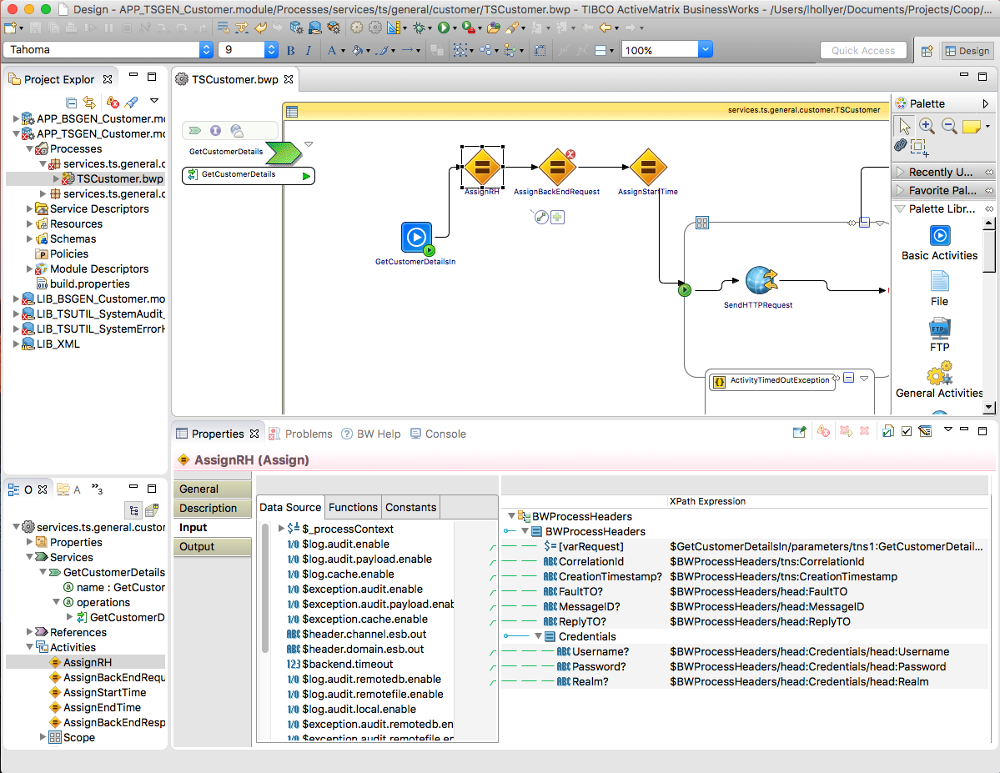 Design - APP_TSGEN_Customer.module/Processes/services/ts/general/customer/TSCustomer.bwp - TIBCO ActiveMatrix BusinessWorks - /Users/lhollyer/Documents/Projects/Coop/...
Tahoma
9
B I
A
100%
Quick Access
Design
Project Explor
APP_BSGEN_Customer.mo
APP_TSGEN_Customer.mo
Processes
services.ts.general.c
TSCustomer.bwp
services.ts.general.c
Service Descriptors
Resources
Schemas
Policies
Module Descriptors
build.properties
LIB_BSGEN_Customer.mo
LIB_TSUTIL_SystemAudit_
LIB_TSUTIL_SystemErrorH
LIB_XML
TSCustomer.bwp
services.ts.general.customer.TSCustomer
GetCustomerDetails
GetCustomerDetails
AssignRH
AssignBackEndRequest
AssignStartTime
GetCustomerDetailsIn
SendHTTPRequest
ActivityTimedOutException
Palette
Recently U...
Favorite Pal...
Palette Libr...
Basic Activities
File
FTP
FTP
General Activities
O
A
3
services.ts.general.custor
Properties
Services
GetCustomerDetails
name : GetCustor
operations
GetCustomerD
References
Activities
AssignRH
AssignBackEndRequ
AssignStartTime
AssignEndTime
AssignBackEndResp
Scope
Properties
Problems
BW Help
Console
AssignRH (Assign)
General
Description
Input
Output
Data Source
Functions
Constants
$_processContext
$log.audit.enable
$log.audit.payload.enable
$log.cache.enable
$exception.audit.enable
$exception.audit.payload.enab
$exception.cache.enable
$header.channel.esb.out
$header.domain.esb.out
$backend.timeout
$log.audit.remotedb.enable
$log.audit.remotefile.enable
$log.audit.local.enable
$exception.audit.remotedb.en
$exception.audit.remotefile.er
XPath Expression
BWProcessHeaders
BWProcessHeaders
[varRequest] $GetCustomerDetailsIn/parameters/tns1:GetCustomerDetail...
CorrelationId $BWProcessHeaders/tns:CorrelationId
CreationTimestamp? $BWProcessHeaders/tns:CreationTimestamp
FaultTO? $BWProcessHeaders/head:FaultTO
MessageID? $BWProcessHeaders/head:MessageID
ReplyTO? $BWProcessHeaders/head:ReplyTO
Credentials
Username? $BWProcessHeaders/head:Credentials/head:Username
Password? $BWProcessHeaders/head:Credentials/head:Password
Realm? $BWProcessHeaders/head:Credentials/head:Realm